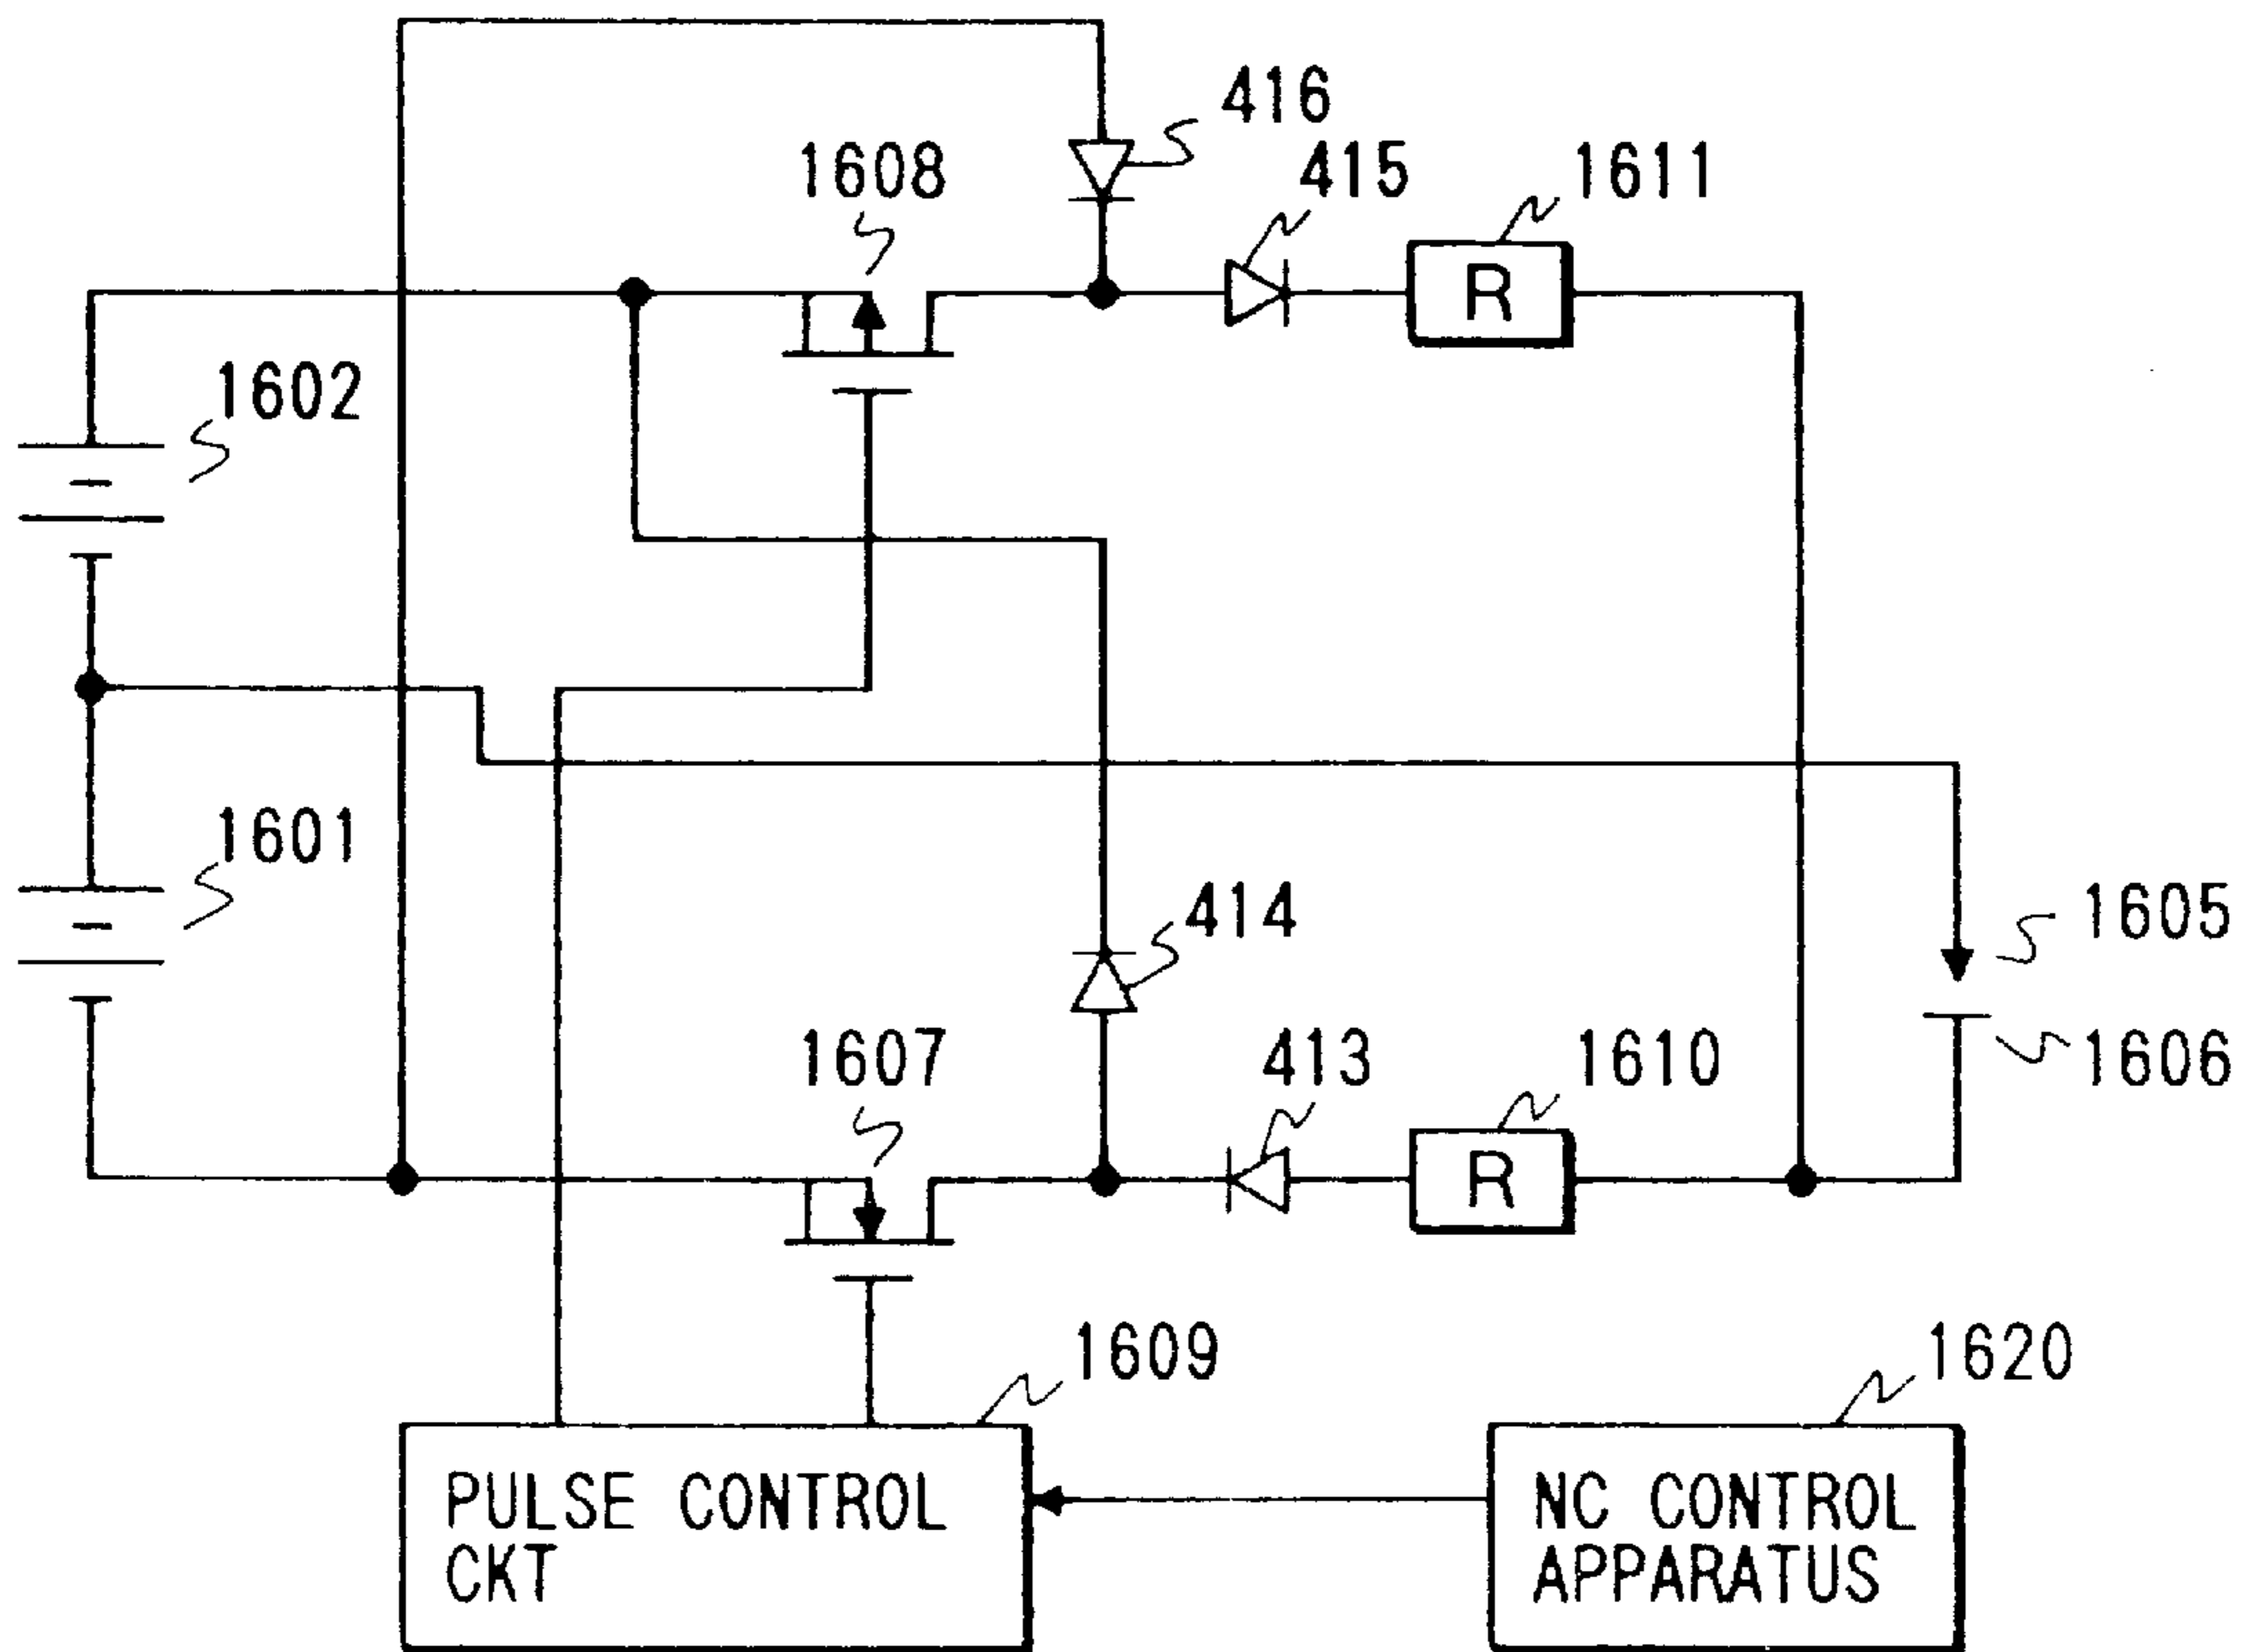 416
1608
415
1611
R
1602
1601
414
1605
1607
413
1610
1606
R
1609
1620
PULSE CONTROL
CKT
NC CONTROL
APPARATUS